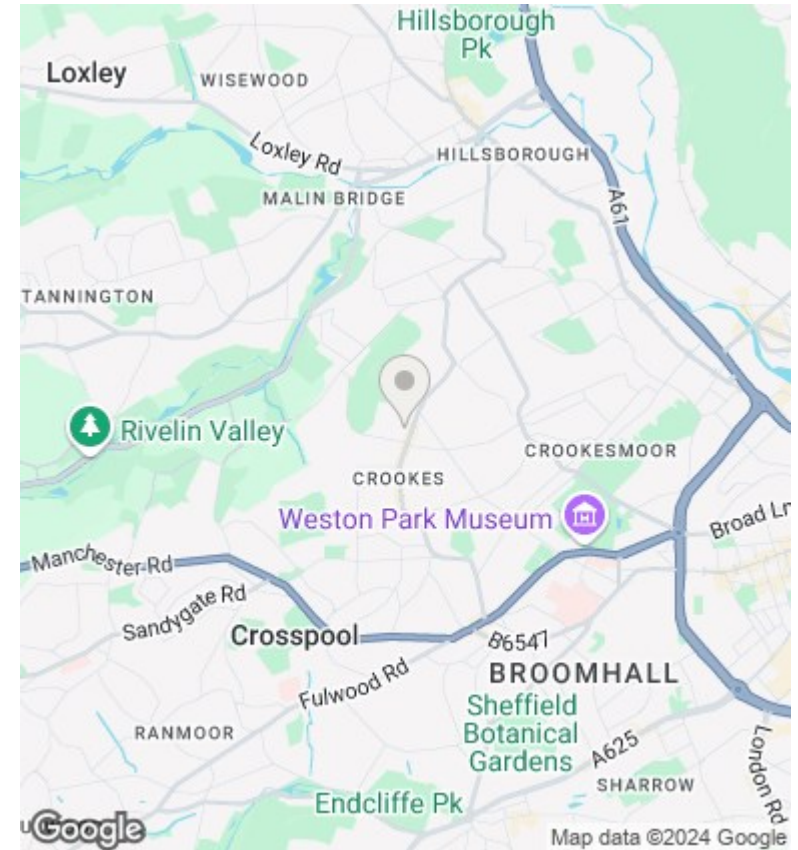 Hillsborough
Pk
Loxley
WISEWOOD
Loxley Rd
HILLSBOROUGH
MALIN BRIDGE
A61
TANNINGTON
Rivelin Valley
CROOKESMOOR
CROOKES
Weston Park Museum
Broad Ln
Manchester Rd
Sandygate Rd
Crosspool
B6547
Fulwood Rd
BROOMHALL
Sheffield
Botanical
Gardens
RANMOOR
A625
London Rd
SHARROW
Endcliffe Pk
Google
Map data ©2024 Google